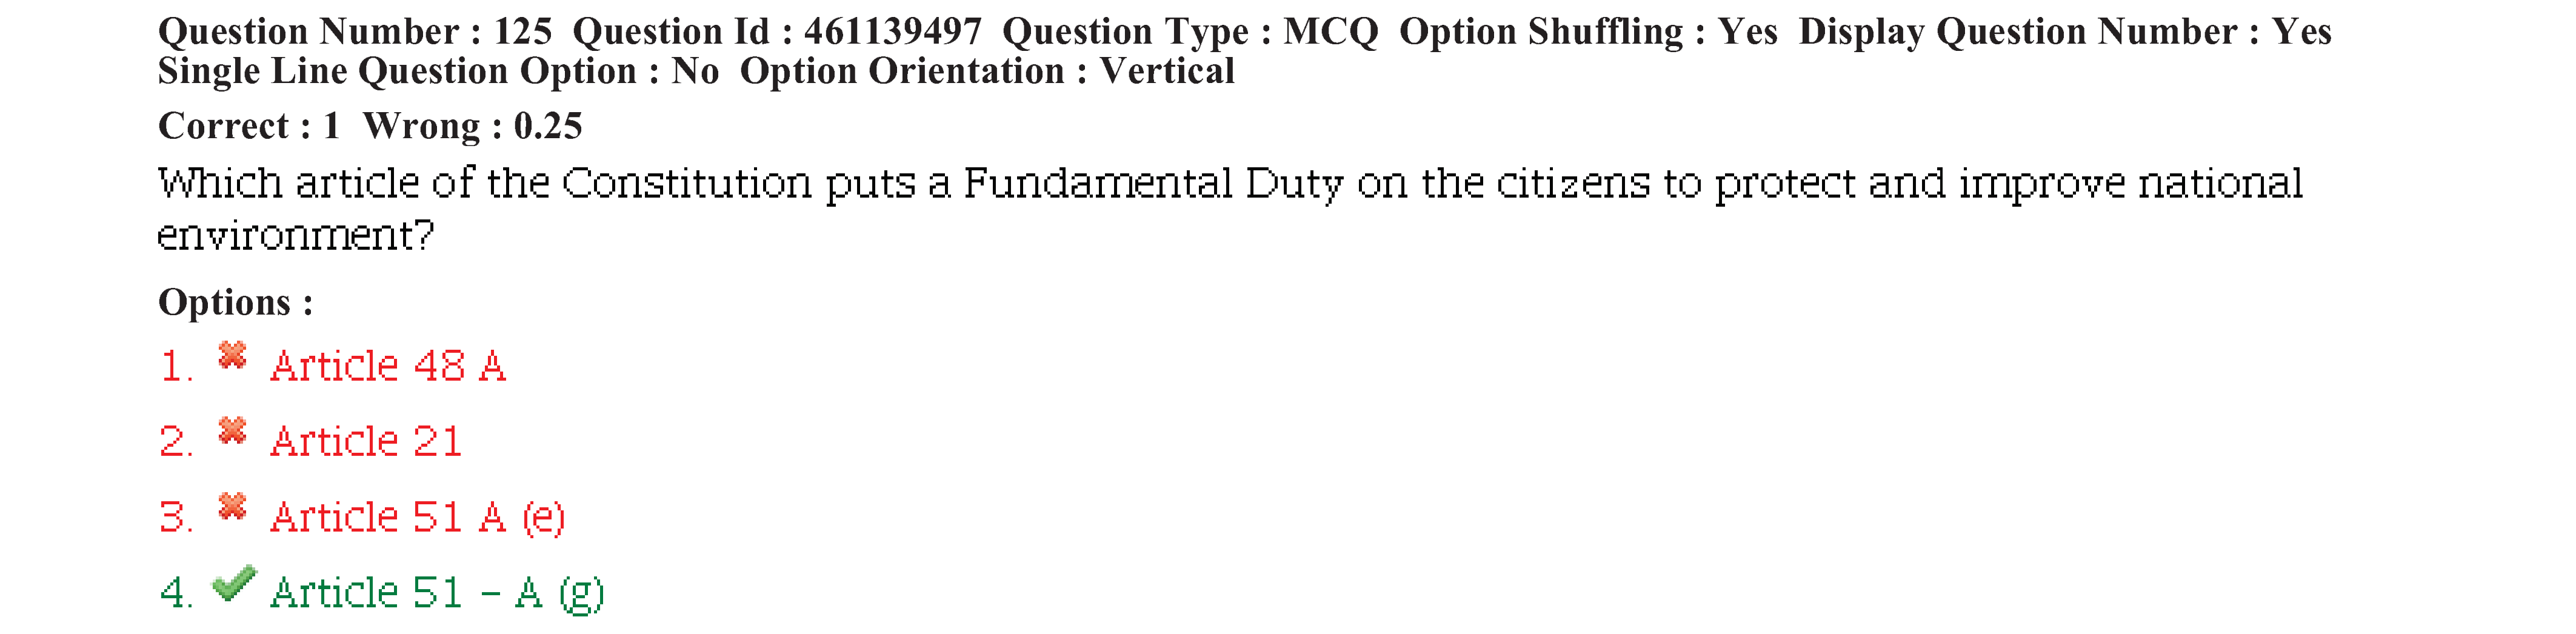 Question Number : 125 Question Id : 461139497 Question Type : MCQ Option Shuffling : Yes Display Question Number : Yes
Single Line Question Option : No Option Orientation : Vertical
Correct : 1 Wrong : 0.25
Which article of the Constitution puts a Fundamental Duty on the citizens to protect and improve national
environment?
Options :
1. Article 48 A
2. Article 21
3. Article 51 A (e)
4. Article 51 – A (g)